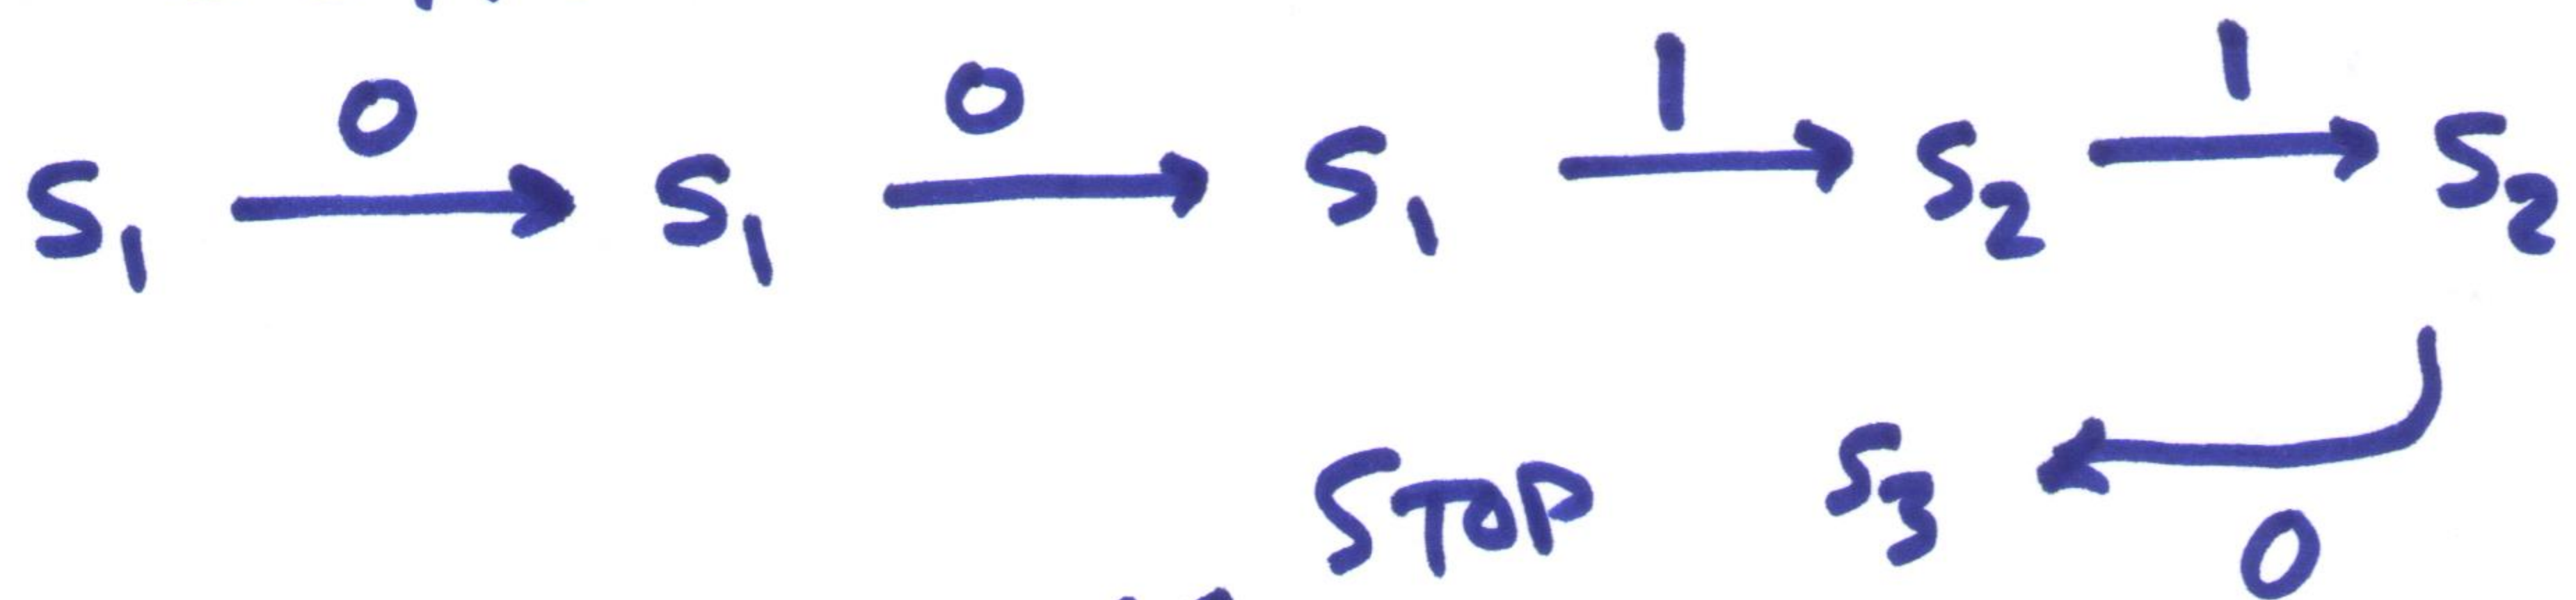 0 0 1 1
S1 → S1 → S1 → S2 → S2
STOP S3 ←
0